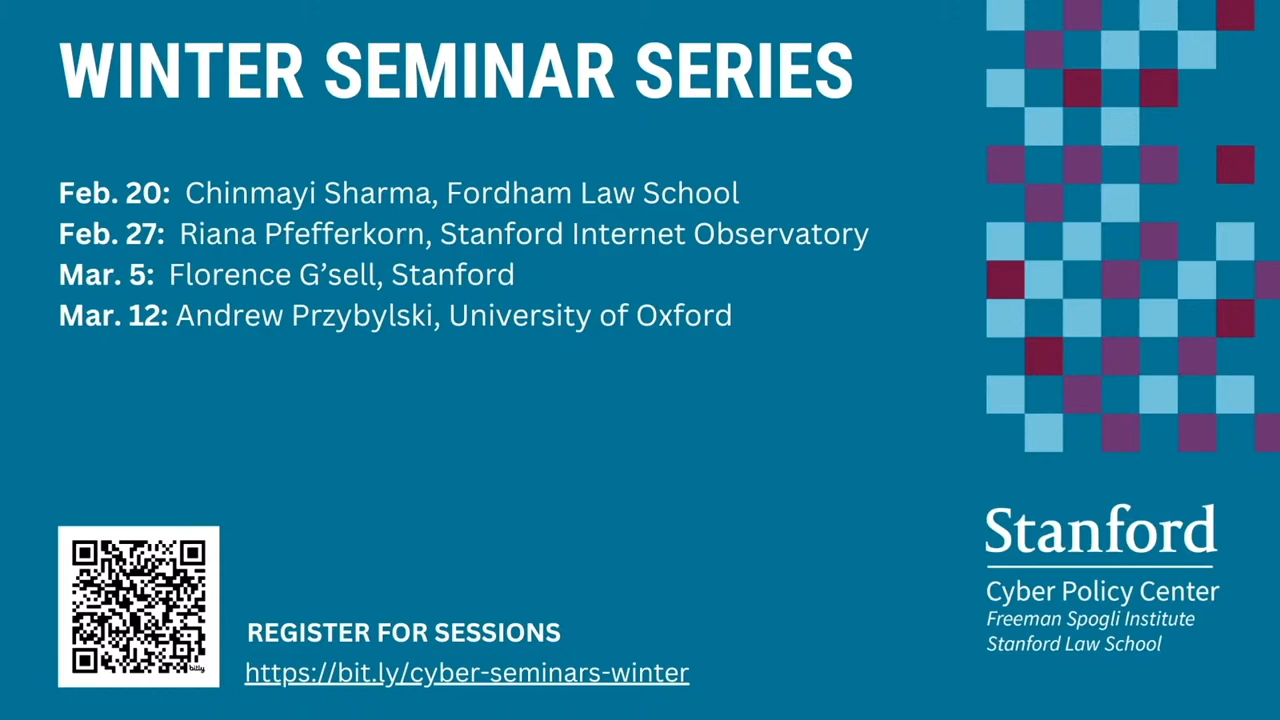 WINTER SEMINAR SERIES
Feb. 20: Chinmayi Sharma, Fordham Law School
Feb. 27: Riana Pfefferkorn, Stanford Internet Observatory
Mar. 5: Florence G’sell, Stanford
Mar. 12: Andrew Przybylski, University of Oxford
bitly
REGISTER FOR SESSIONS
https://bit.ly/cyber-seminars-winter
Stanford
Cyber Policy Center
Freeman Spogli Institute
Stanford Law School